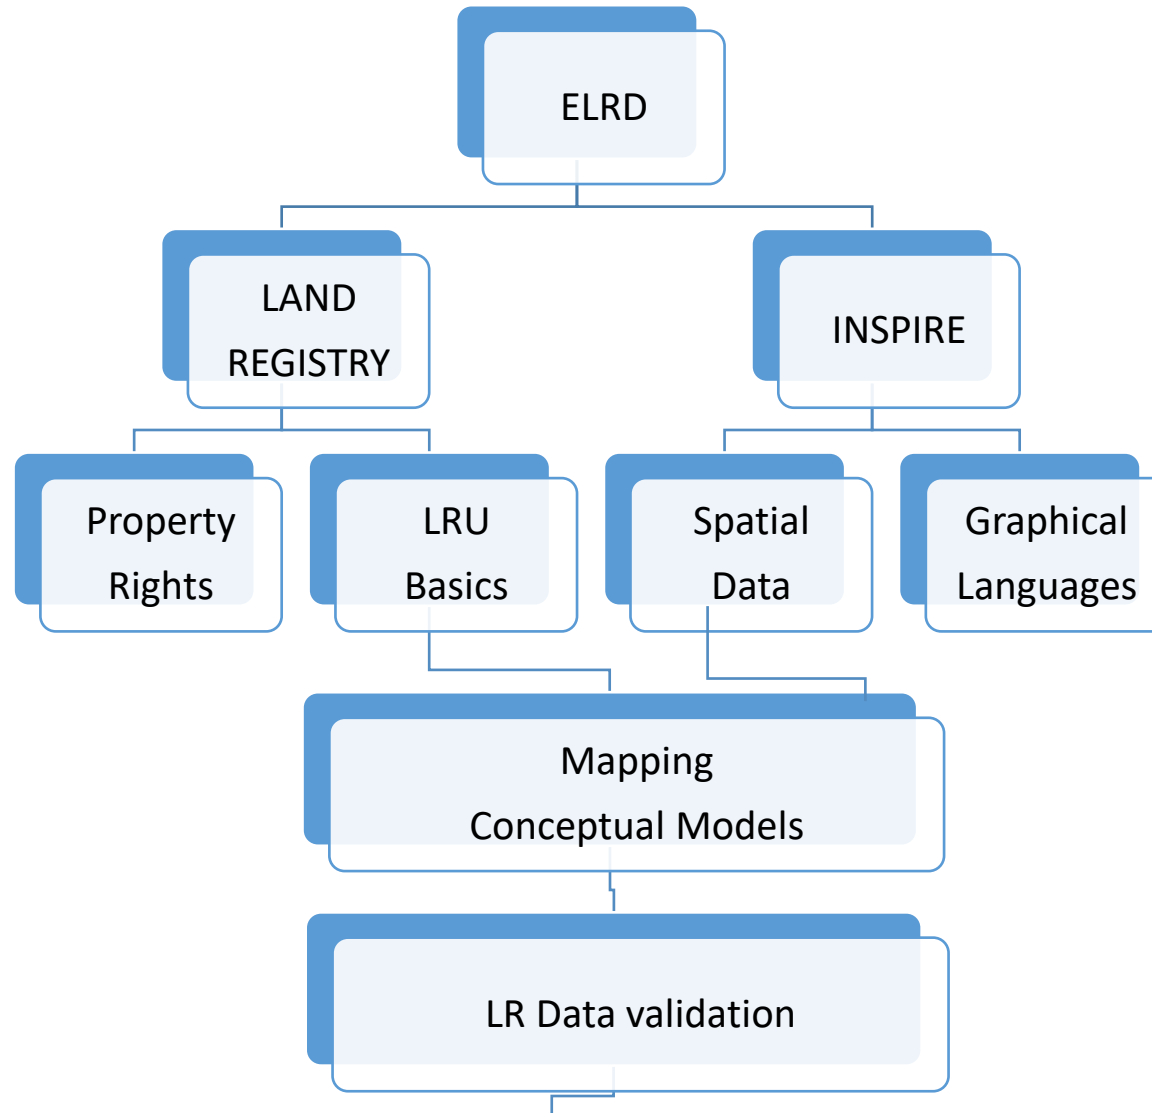 ELRD
LAND
REGISTRY
INSPIRE
Property
Rights
LRU
Basics
Spatial
Data
Graphical
Languages
Mapping
Conceptual Models
LR Data validation